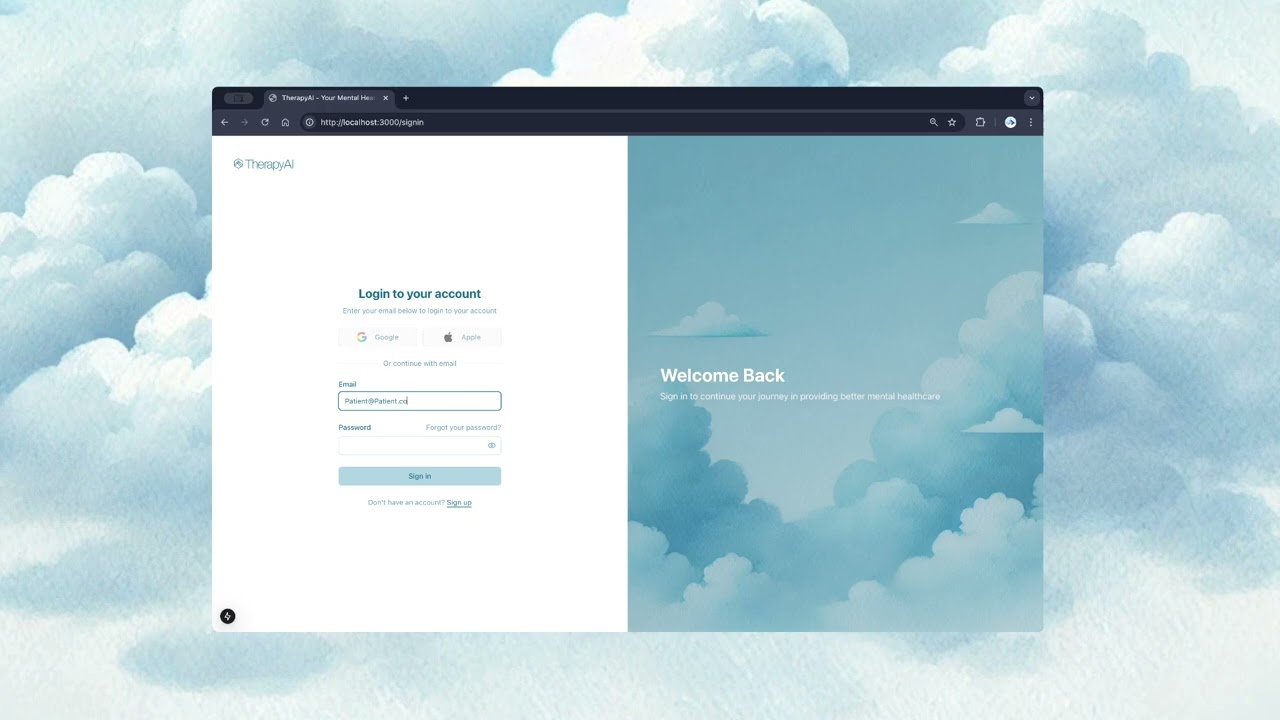 TherapyAI - Your Mental Hea
http://localhost:3000/signin
TherapyAI
Login to your account
Enter your email below to login to your account
Google
Apple
Or continue with email
Email
Patient@Patient.co
Password
Forgot your password?
Sign in
Don't have an account? Sign up
Welcome Back
Sign in to continue your journey in providing better mental healthcare